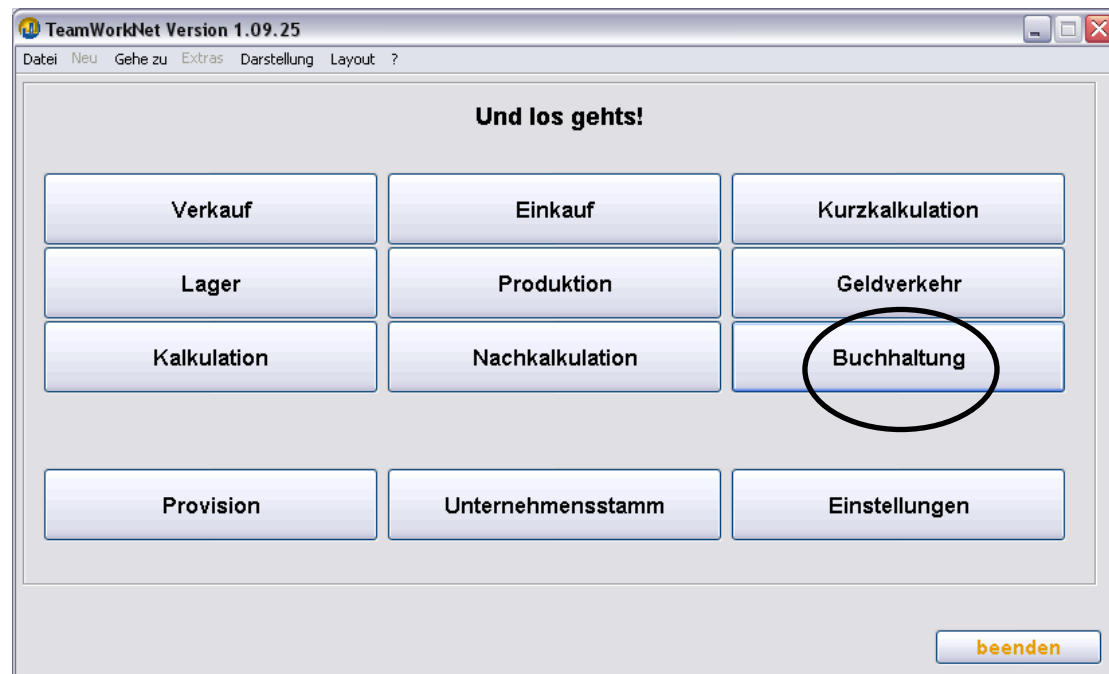 TeamWorkNet Version 1.09.25
Datei Neu Gehe zu Extras Darstellung Layout ?
Und los gehts!
Verkauf Einkauf Kurzkalkulation
Lager Produktion Geldverkehr
Kalkulation Nachkalkulation Buchhaltung
Provision Unternehmensstamm Einstellungen
beenden